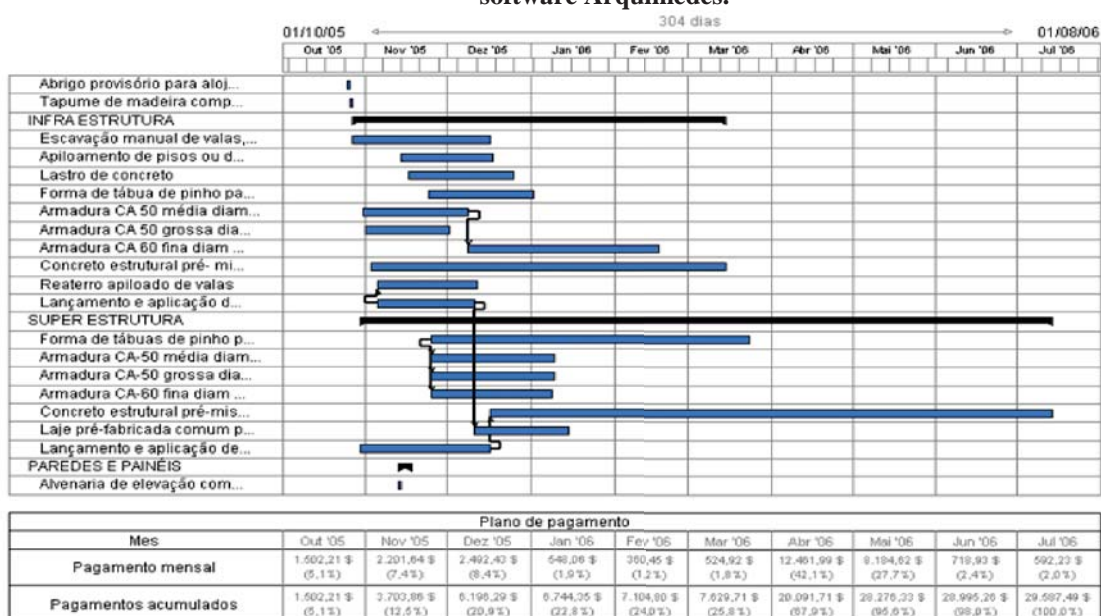 software Arquimedes.
304 dias
01/10/05 01/08/06
Out '05 Nov '05 Dez '05 Jan '06 Fev '06 Mar '06 Abr '06 Mai '06 Jun '06 Jul '06
Abrigo provisório para aloj...
Tapume de madeira comp...
INFRA ESTRUTURA
Escavação manual de valas,...
Apiloamento de pisos ou d...
Lastro de concreto
Forma de tábua de pinho pa...
Armadura CA 50 média diam...
Armadura CA 50 grossa dia...
Armadura CA 60 fina diam ...
Concreto estrutural pré- mi...
Reaterro apiloado de valas
Lançamento e aplicação d...
SUPER ESTRUTURA
Forma de tábuas de pinho p...
Armadura CA-50 média diam...
Armadura CA-50 grossa dia...
Armadura CA-60 fina diam ...
Concreto estrutural pré-mis...
Laje pré-fabricada comum p...
Lançamento e aplicação de...
PAREDES E PAINÉIS
Alvenaria de elevação com...
Plano de pagamento
Mes Out '05 Nov '05 Dez '05 Jan '06 Fev '06 Mar '06 Abr '06 Mai '06 Jun '06 Jul '06
Pagamento mensal 1.502,21 $ 2.201,64 $ 2.492,43 $ 548,06 $ 360,45 $ 524,92 $ 12.461,99 $ 8.184,62 $ 718,93 $ 592,23 $
(5,1%) (7,4%) (8,4%) (1,9%) (1,2%) (1,8%) (42,1%) (27,7%) (2,4%) (2,0%)
Pagamentos acumulados 1.502,21 $ 3.703,86 $ 6.196,29 $ 6.744,35 $ 7.104,80 $ 7.629,71 $ 20.091,71 $ 28.276,33 $ 28.995,26 $ 29.587,49 $
(5,1%) (12,5%) (20,9%) (22,8%) (24,0%) (25,8%) (67,9%) (95,6%) (98,0%) (100,0%)